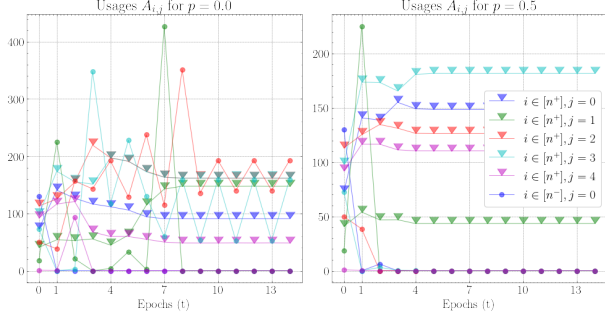 Usages A_{i,j} for p = 0.0
400
300
200
100
0
0 1 4 7 10 13
Epochs (t)
Usages A_{i,j} for p = 0.5
200
150
100
50
0
i ∈ [n⁺], j = 0
i ∈ [n⁺], j = 1
i ∈ [n⁺], j = 2
i ∈ [n⁺], j = 3
i ∈ [n⁺], j = 4
i ∈ [n⁻], j = 0
0 1 4 7 10 13
Epochs (t)